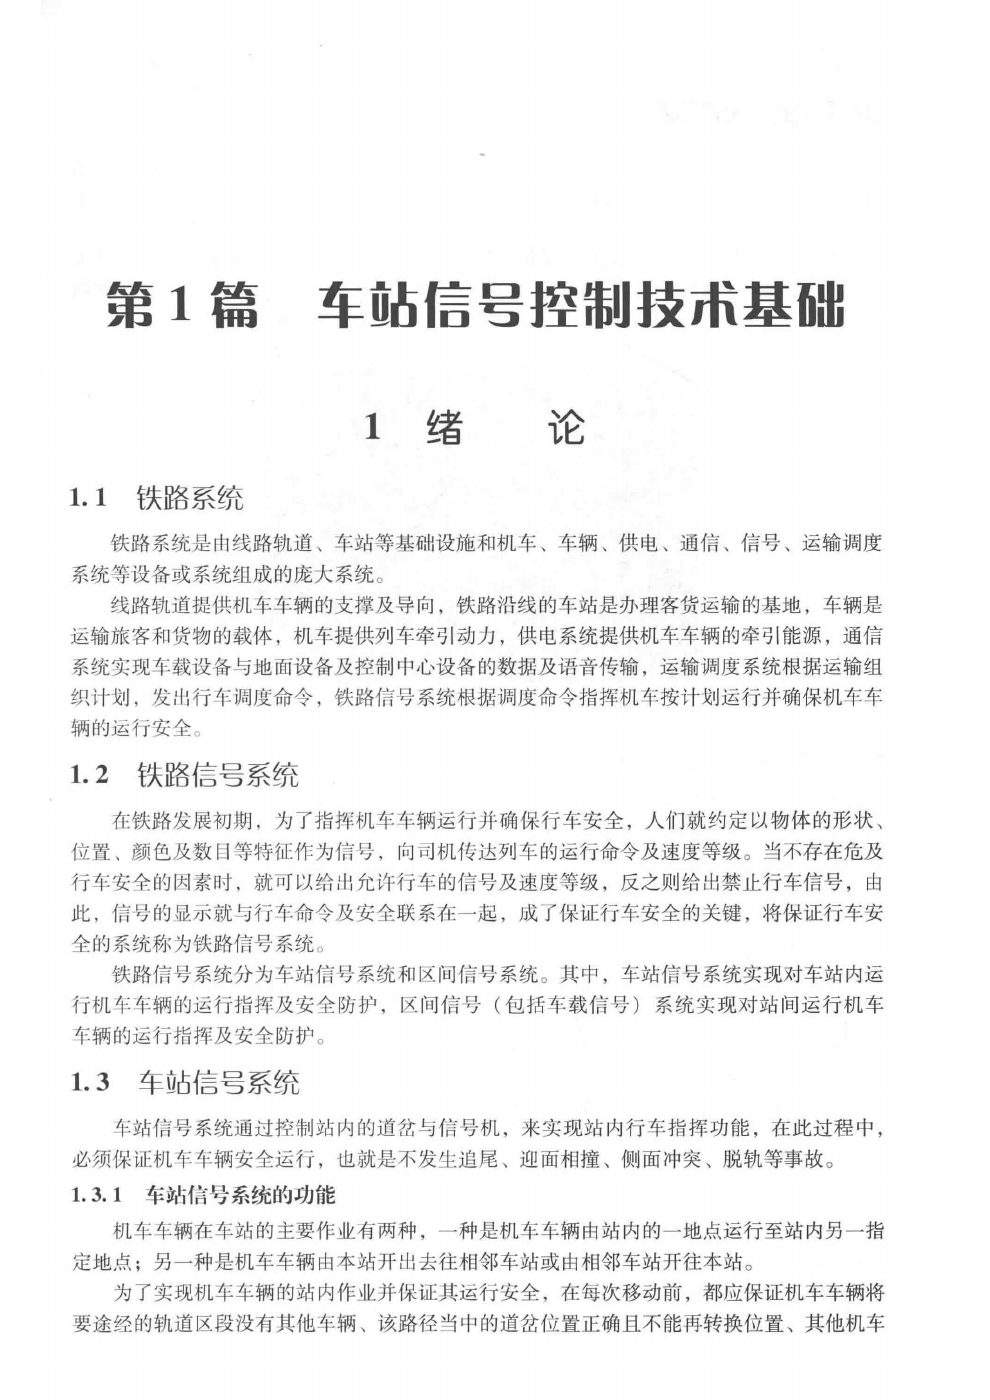 第1篇 车站信号控制技术基础
1 绪 论
1.1 铁路系统
铁路系统是由线路轨道、车站等基础设施和机车、车辆、供电、通信、信号、运输调度
系统等设备或系统组成的庞大系统。
线路轨道提供机车车辆的支撑及导向，铁路沿线的车站是办理客货运输的基地，车辆是
运输旅客和货物的载体，机车提供列车牵引动力，供电系统提供机车车辆的牵引能源，通信
系统实现车载设备与地面设备及控制中心设备的数据及语音传输，运输调度系统根据运输组
织计划，发出行车调度命令，铁路信号系统根据调度命令指挥机车按计划运行并确保机车车
辆的运行安全。
1.2 铁路信号系统
在铁路发展初期，为了指挥机车车辆运行并确保行车安全，人们就约定以物体的形状、
位置、颜色及数目等特征作为信号，向司机传达列车的运行命令及速度等级。当不存在危及
行车安全的因素时，就可以给出允许行车的信号及速度等级，反之则给出禁止行车信号，由
此，信号的显示就与行车命令及安全联系在一起，成了保证行车安全的关键，将保证行车安
全的系统称为铁路信号系统。
铁路信号系统分为车站信号系统和区间信号系统。其中，车站信号系统实现对车站内运
行机车车辆的运行指挥及安全防护，区间信号（包括车载信号）系统实现对站间运行机车
车辆的运行指挥及安全防护。
1.3 车站信号系统
车站信号系统通过控制站内的道岔与信号机，来实现站内行车指挥功能，在此过程中，
必须保证机车车辆安全运行，也就是不发生追尾、迎面相撞、侧面冲突、脱轨等事故。
1.3.1 车站信号系统的功能
机车车辆在车站的主要作业有两种，一种是机车车辆由站内的一地点运行至站内另一指
定地点；另一种是机车车辆由本站开出去往相邻车站或由相邻车站开往本站。
为了实现机车车辆的站内作业并保证其运行安全，在每次移动前，都应保证机车车辆将
要途经的轨道区段没有其他车辆、该路径当中的道岔位置正确且不能再转换位置、其他机车